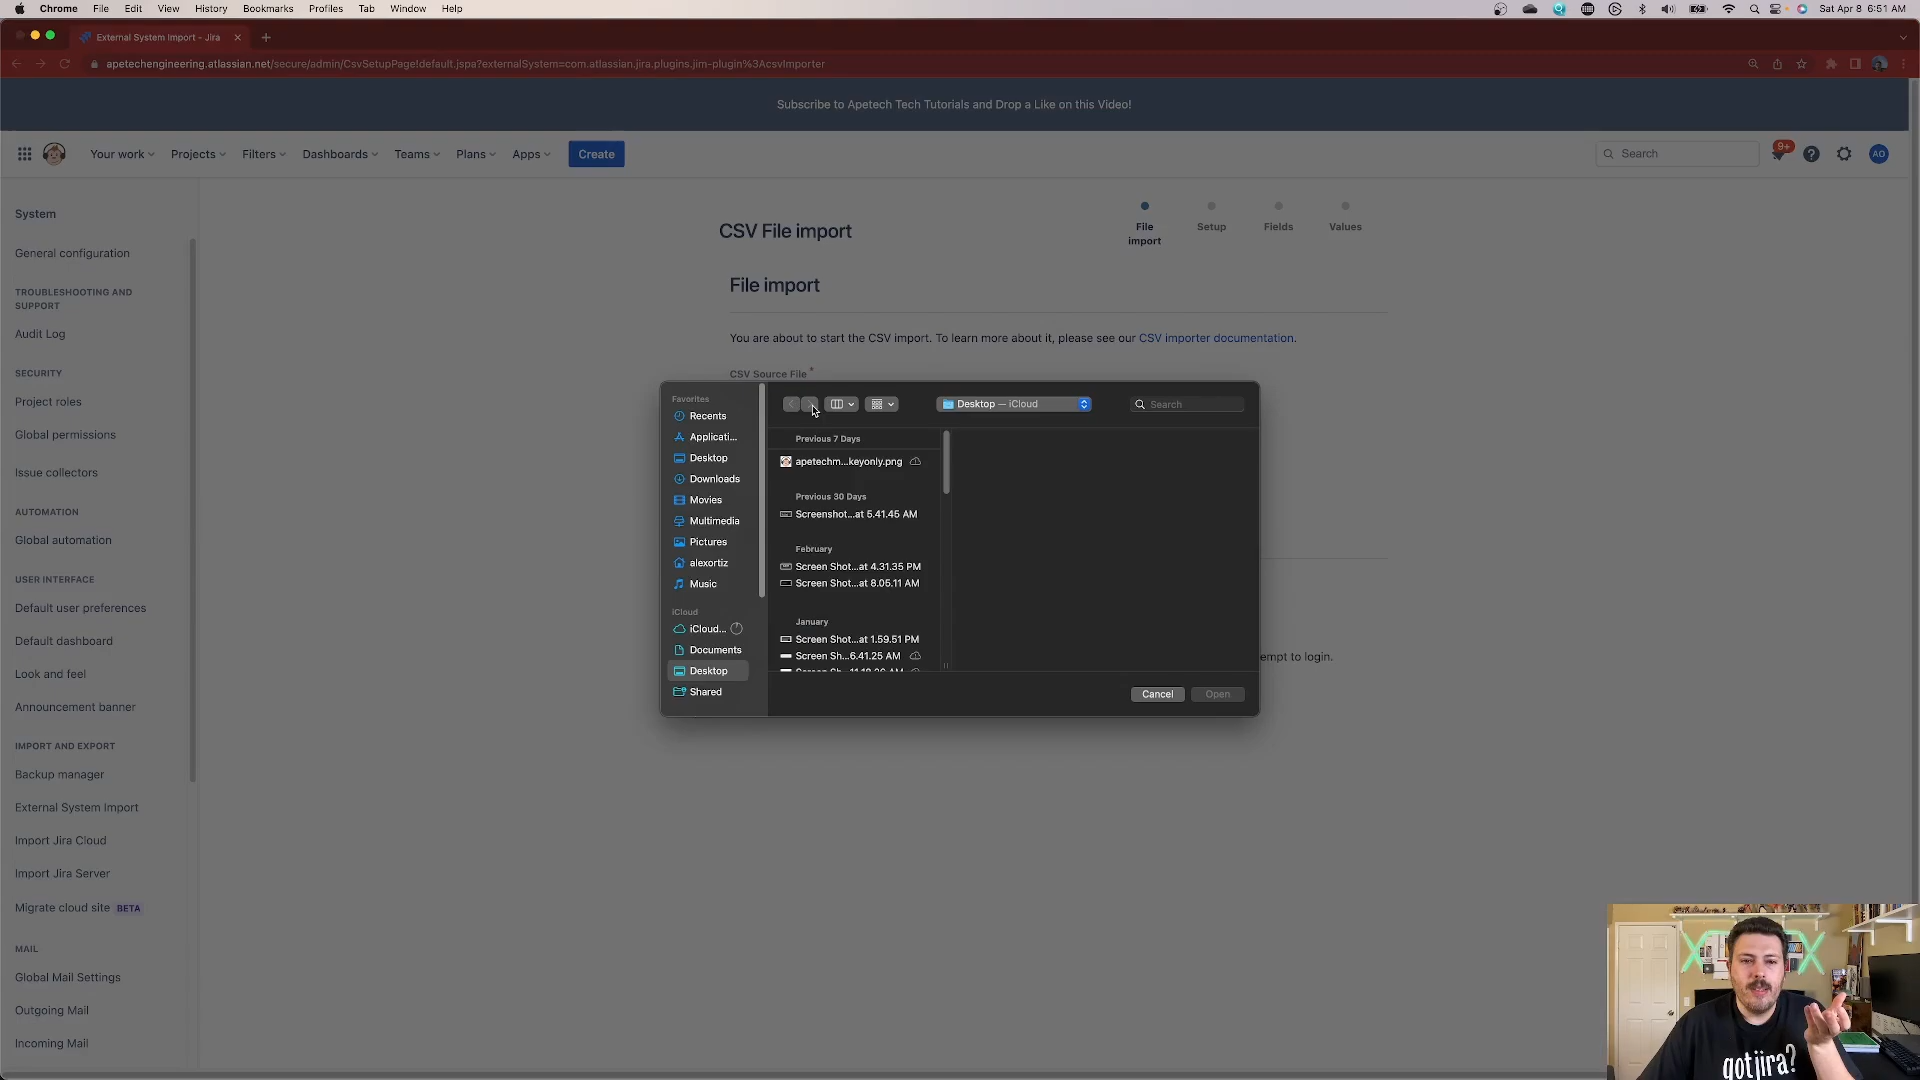 Chrome File Edit View History Bookmarks Profiles Tab Window Help
Sat Apr 8 6:51 AM
External System Import - Jira
apetechengineering.atlassian.net/secure/admin/CsvSetupPage!default.jspa?externalSystem=com.atlassian.jira.plugins.jim-plugin%3AcsvImporter
Subscribe to Apetech Tech Tutorials and Drop a Like on this Video!
Your work Projects Filters Dashboards Teams Plans Apps Create
Search
9+
AO
System
General configuration
TROUBLESHOOTING AND
SUPPORT
Audit Log
SECURITY
Project roles
Global permissions
Issue collectors
AUTOMATION
Global automation
USER INTERFACE
Default user preferences
Default dashboard
Look and feel
Announcement banner
IMPORT AND EXPORT
Backup manager
External System Import
Import Jira Cloud
Import Jira Server
Migrate cloud site BETA
MAIL
Global Mail Settings
Outgoing Mail
Incoming Mail
CSV File import
File
import
Setup
Fields
Values
File import
You are about to start the CSV import. To learn more about it, please see our CSV importer documentation.
CSV Source File *
empt to login.
Favorites
Recents
Applicati...
Desktop
Downloads
Movies
Multimedia
Pictures
alexortiz
Music
iCloud
iCloud...
Documents
Desktop
Shared
Desktop — iCloud
Search
Previous 7 Days
apetechm...keyonly.png
Previous 30 Days
Screenshot...at 5.41.45 AM
February
Screen Shot...at 4.31.35 PM
Screen Shot...at 8.05.11 AM
January
Screen Shot...at 1.59.51 PM
Screen Sh...6.41.25 AM
Cancel
Open
got jira?